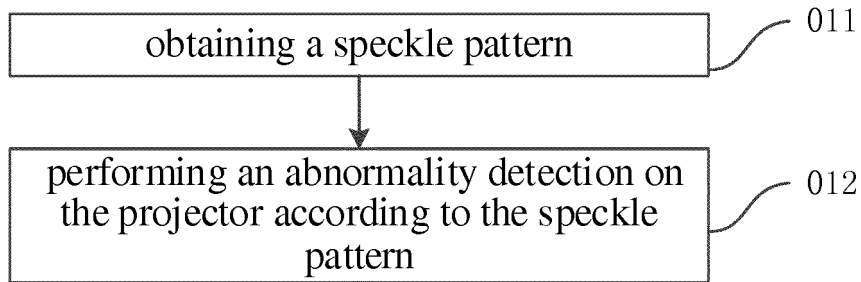 obtaining a speckle pattern
011
performing an abnormality detection on
the projector according to the speckle
pattern
012